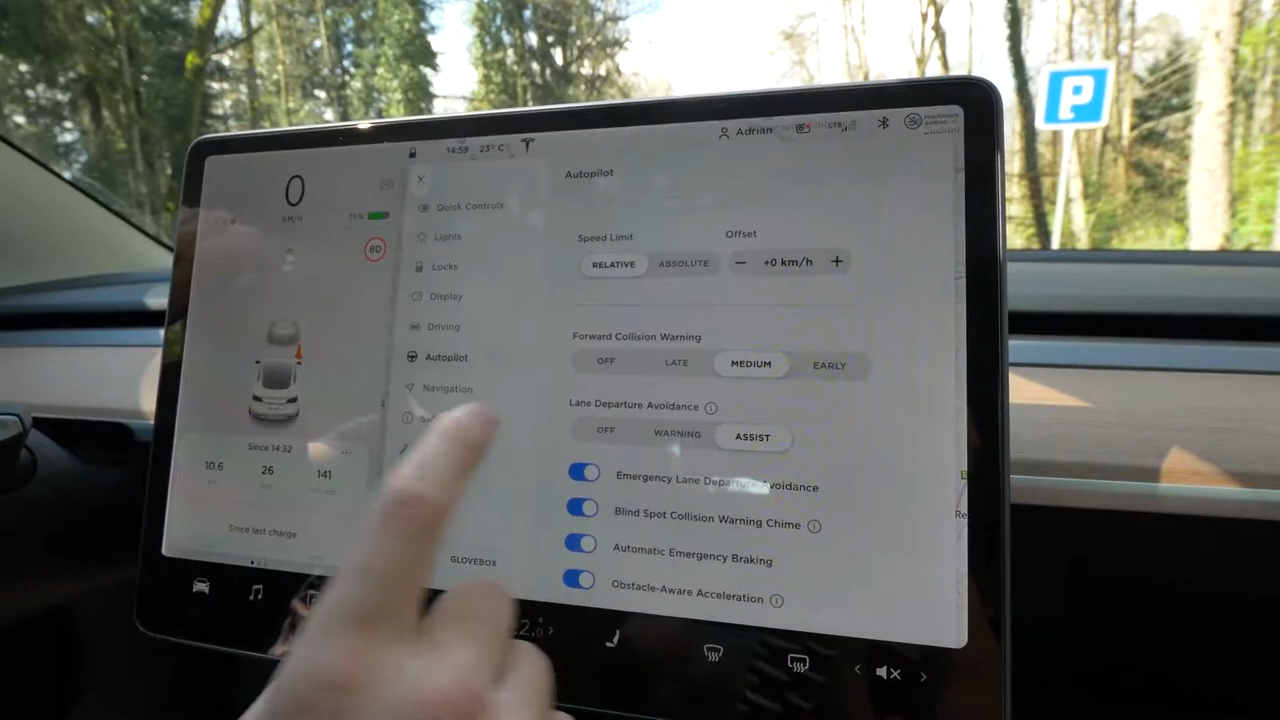 P
14:59 23° C
Adrian LTE
0
KM/H
80
Quick Controls
Lights
Locks
Display
Driving
Autopilot
Navigation
GLOVEBOX
Since 14:32
10.6 26 141
Since last charge
Autopilot
Speed Limit
RELATIVE ABSOLUTE
Offset
− +0 km/h +
Forward Collision Warning
OFF LATE MEDIUM EARLY
Lane Departure Avoidance
OFF WARNING ASSIST
Emergency Lane Departure Avoidance
Blind Spot Collision Warning Chime
Automatic Emergency Braking
Obstacle-Aware Acceleration
Re